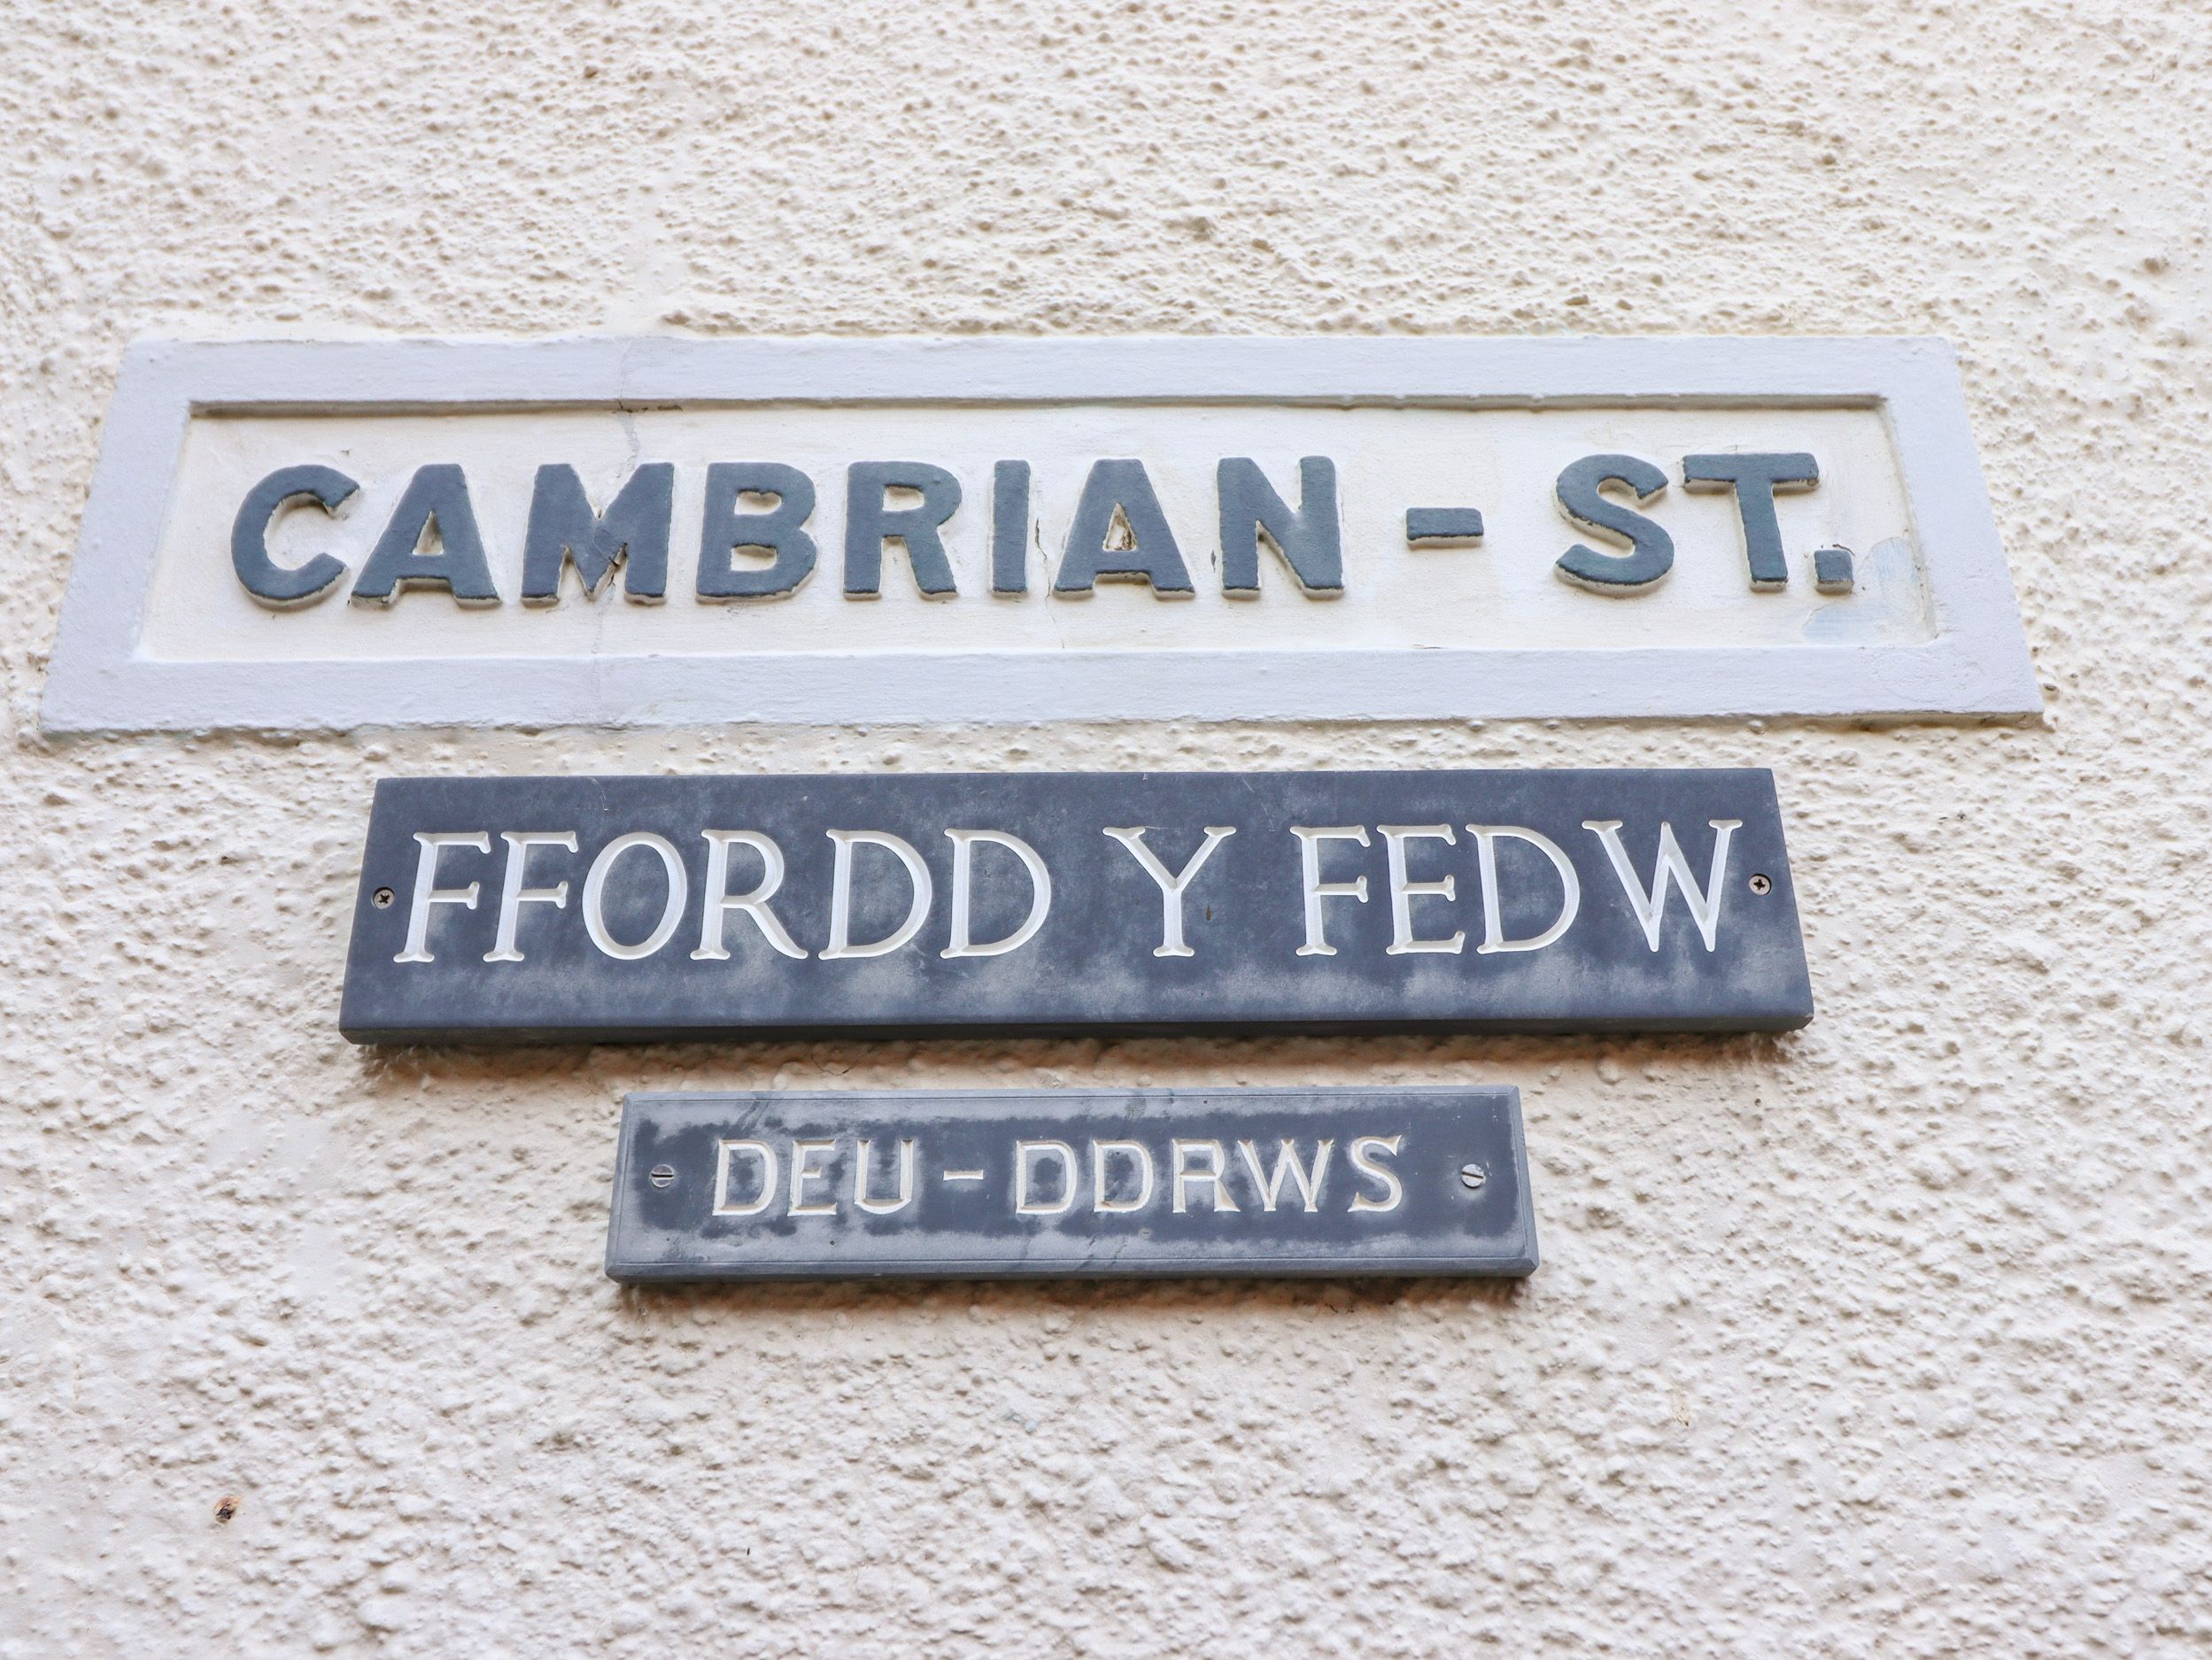 CAMBRIAN - ST.
FFORDD Y FEDW
DEU - DDRWS